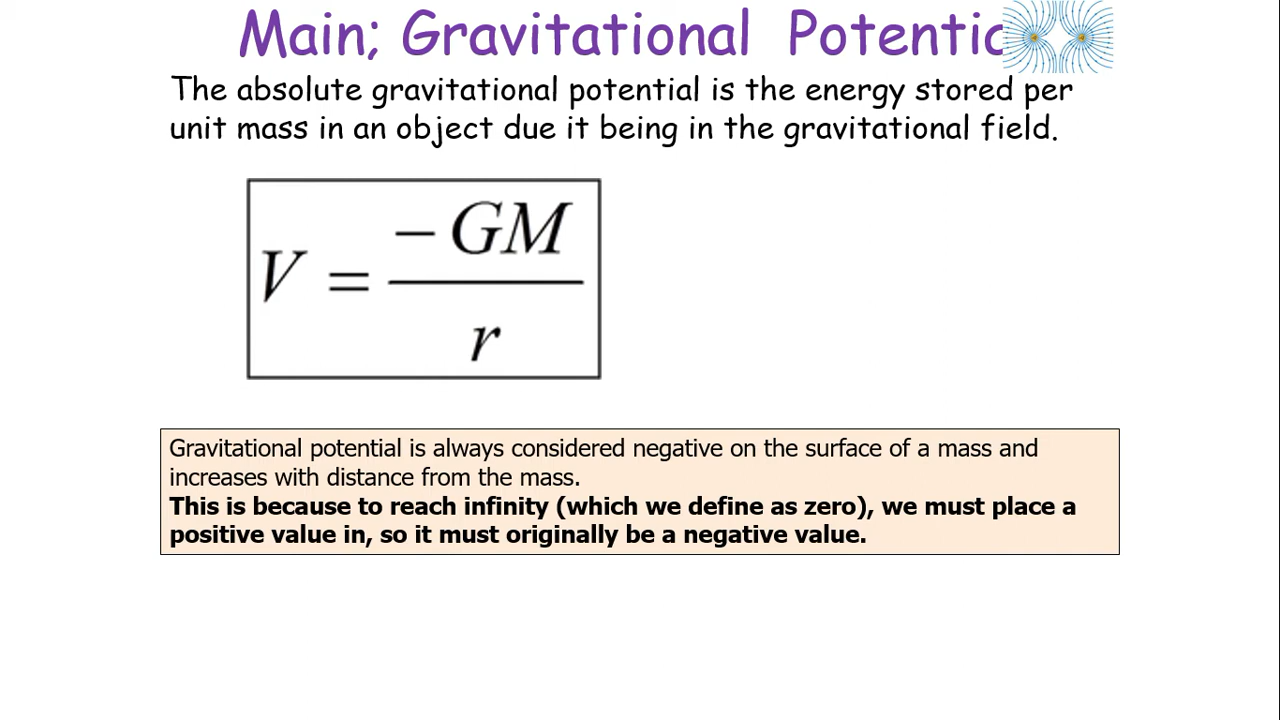 Main; Gravitational Potentia
The absolute gravitational potential is the energy stored per
unit mass in an object due it being in the gravitational field.
V = −GM / r
Gravitational potential is always considered negative on the surface of a mass and
increases with distance from the mass.
This is because to reach infinity (which we define as zero), we must place a
positive value in, so it must originally be a negative value.